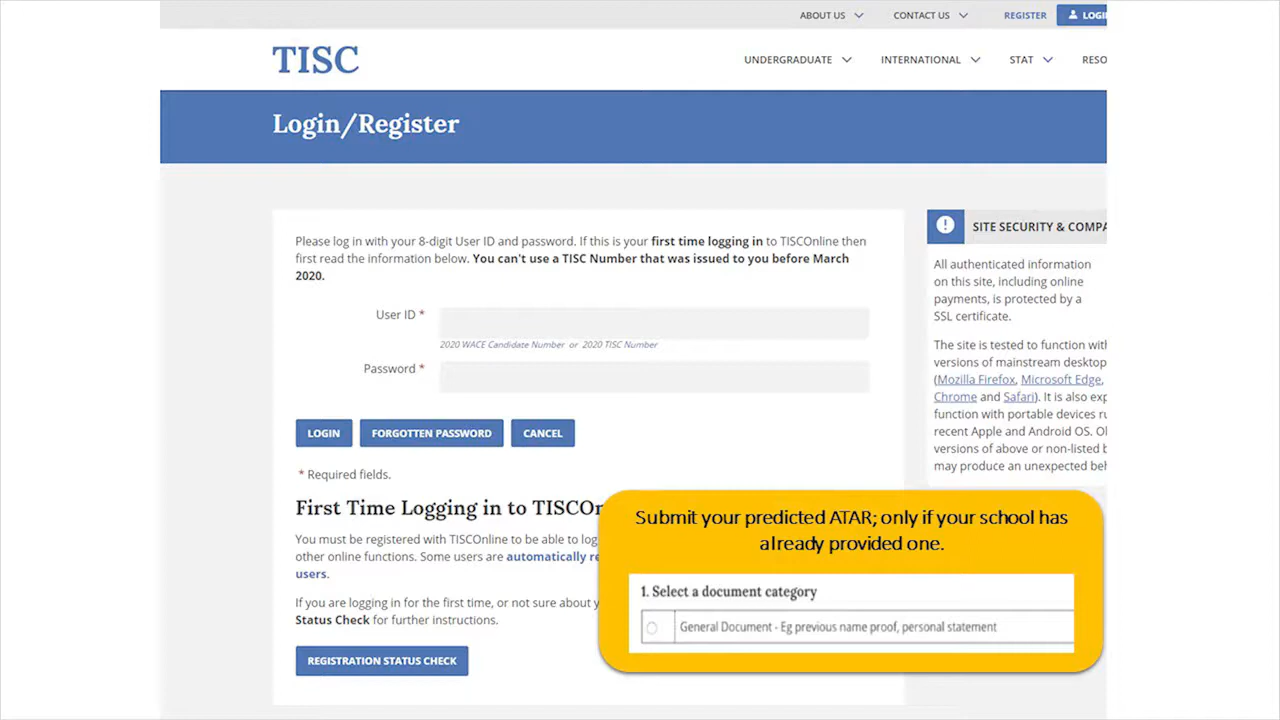 ABOUT US
CONTACT US
REGISTER
TISC
UNDERGRADUATE
INTERNATIONAL
STAT
Login/Register
Please log in with your 8-digit User ID and password. If this is your first time logging in to TISCOnline then
first read the information below. You can't use a TISC Number that was issued to you before March
2020.
User ID *
2020 WACE Candidate Number or 2020 TISC Number
Password *
LOGIN
FORGOTTEN PASSWORD
CANCEL
* Required fields.
First Time Logging in to
You must be registered with TISCOnline to be able to
other online functions. Some users are automatically
users.
If you are logging in for the first time, or not sure about
Status Check for further instructions.
REGISTRATION STATUS CHECK
SITE SECURITY &
All authenticated information
on this site, including online
payments, is protected by a
SSL certificate.
The site is tested to function
versions of mainstream
(Mozilla Firefox, Microsoft Edge,
Chrome and Safari). It is also
function with portable devices
recent Apple and Android OS.
versions of above or non-listed
may produce an unexpected
Submit your predicted ATAR; only if your school has
already provided one.
1. Select a document category
General Document - Eg previous name proof, personal statement